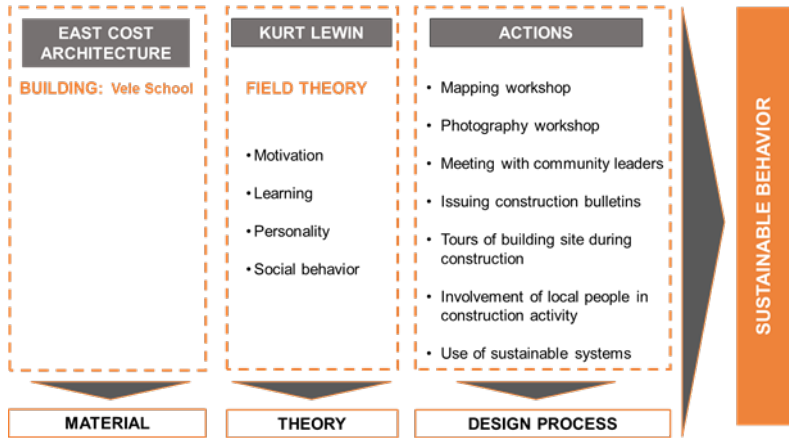 EAST COST
ARCHITECTURE
BUILDING: Vele School
MATERIAL
KURT LEWIN
FIELD THEORY
• Motivation
• Learning
• Personality
• Social behavior
THEORY
ACTIONS
• Mapping workshop
• Photography workshop
• Meeting with community leaders
• Issuing construction bulletins
• Tours of building site during
construction
• Involvement of local people in
construction activity
• Use of sustainable systems
DESIGN PROCESS
SUSTAINABLE BEHAVIOR